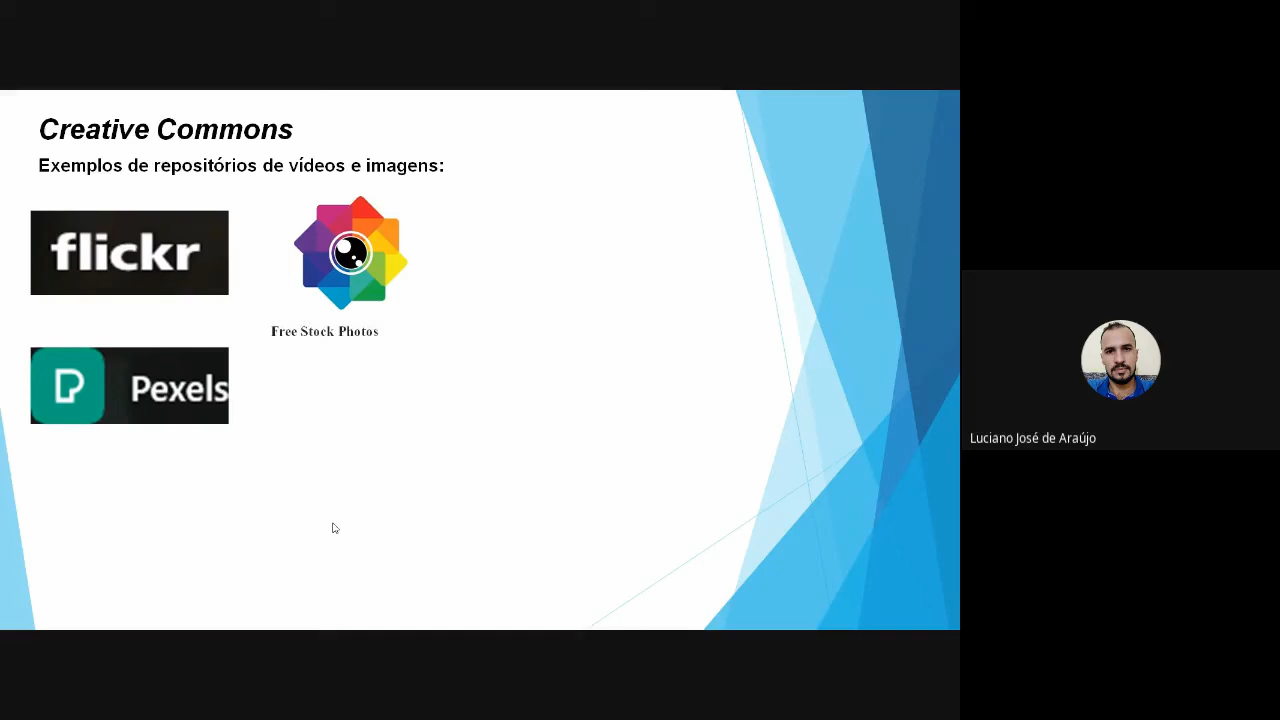 Creative Commons
Exemplos de repositórios de vídeos e imagens:
flickr
Free Stock Photos
Pexels
Luciano José de Araújo